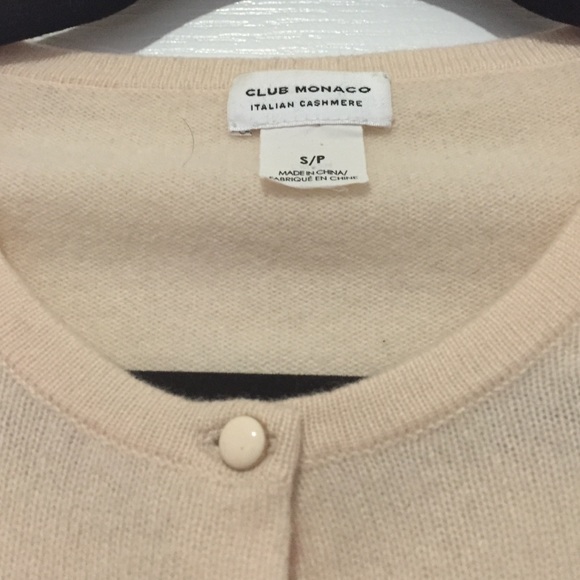 CLUB MONACO
ITALIAN CASHMERE
S/P
MADE IN CHINA/
FABRIQUÉ EN CHINE